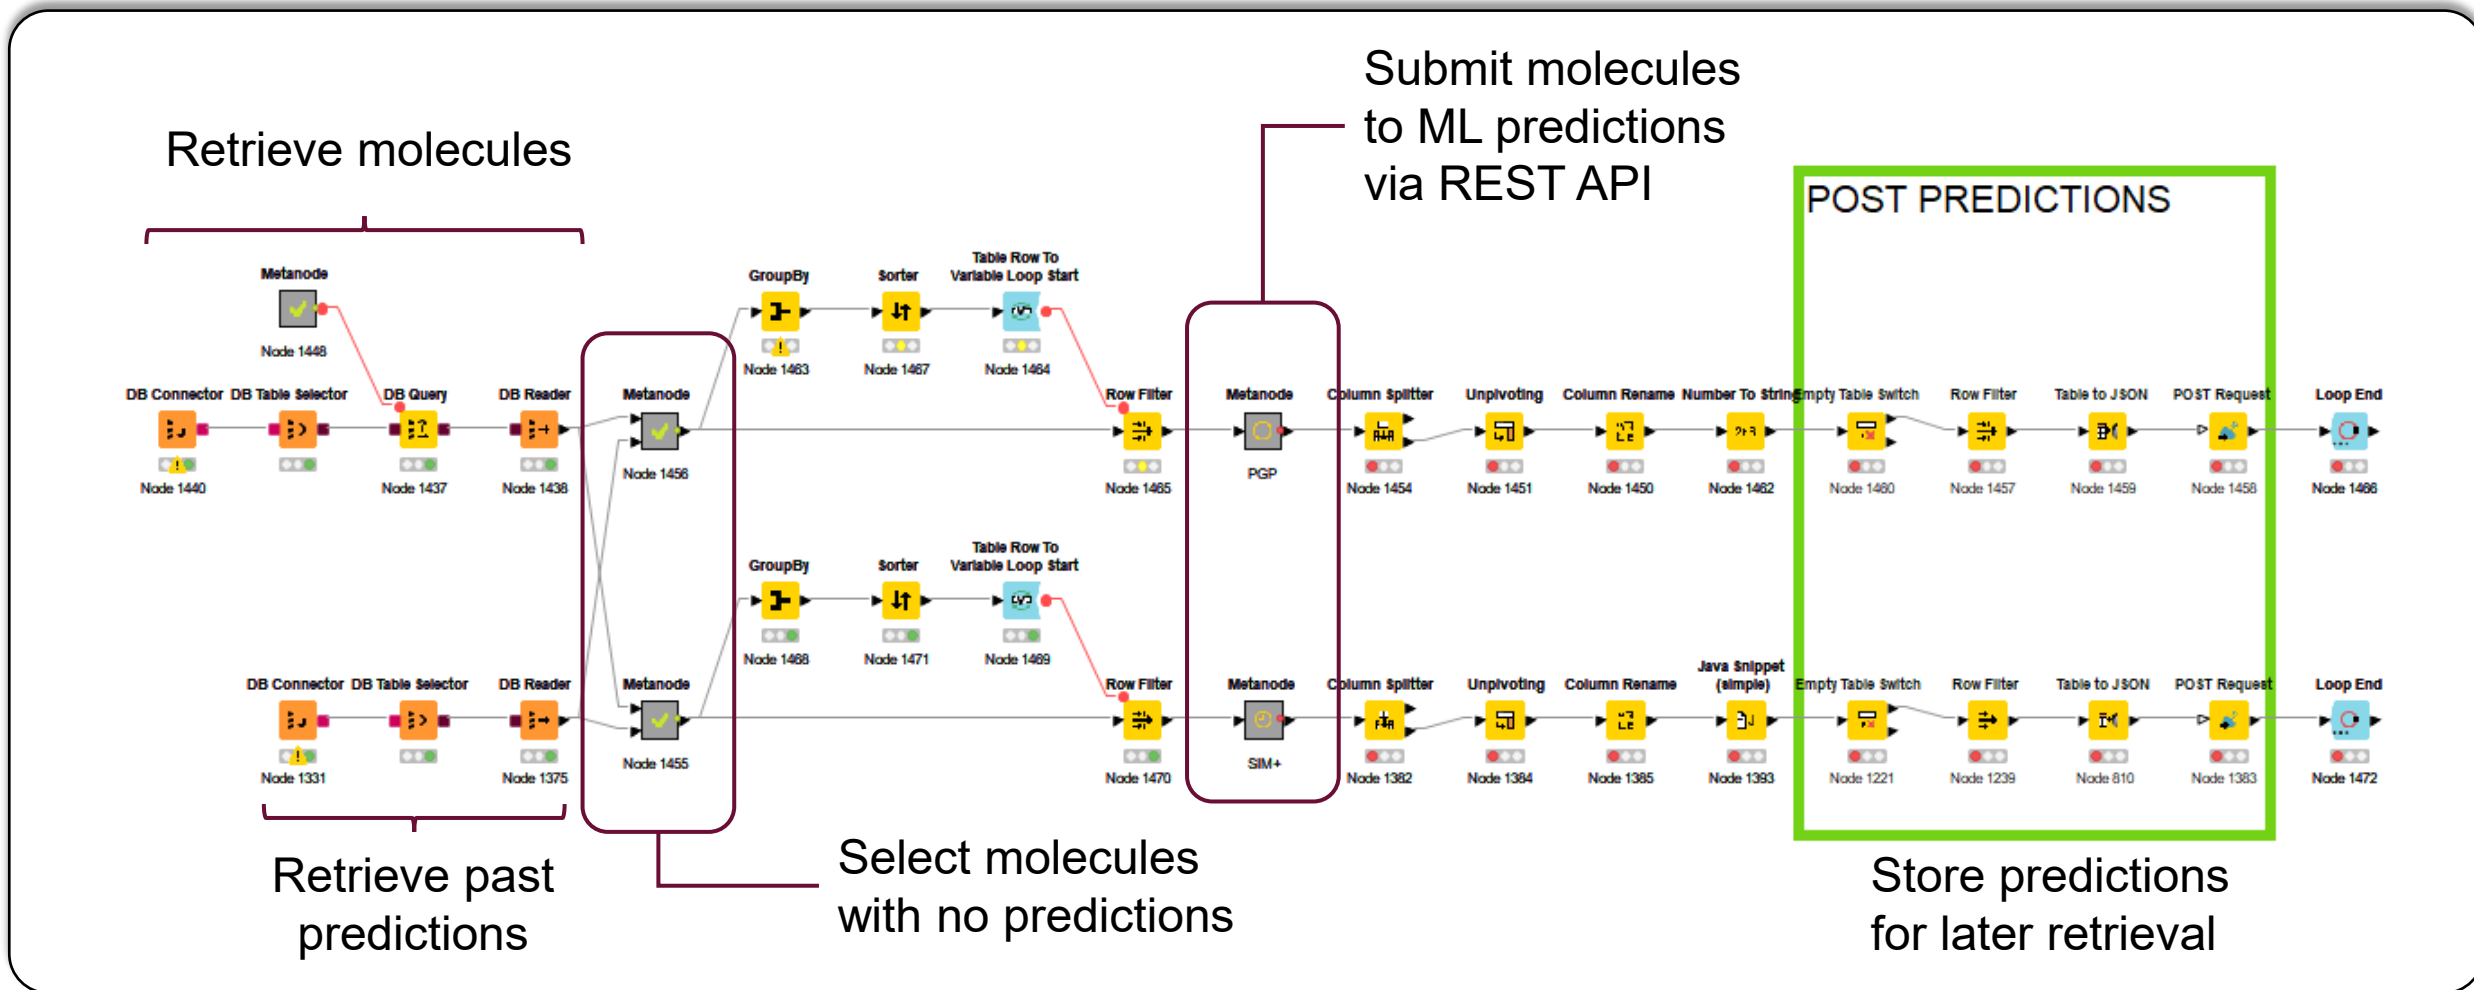 Submit molecules
to ML predictions
via REST API
Retrieve molecules
POST PREDICTIONS
Metanode
Node 1448
GroupBy
Node 1463
Sorter
Node 1467
Table Row To
Variable Loop Start
Node 1464
DB Connector
Node 1440
DB Table Selector
DB Query
Node 1437
DB Reader
Node 1438
Metanode
Node 1456
Row Filter
Node 1465
Metanode
PGP
Column Splitter
Node 1454
Unpivoting
Node 1451
Column Rename
Node 1450
Number To String
Node 1462
Empty Table Switch
Node 1460
Row Filter
Node 1457
Table to JSON
Node 1459
POST Request
Node 1458
Loop End
Node 1466
GroupBy
Node 1468
Sorter
Node 1471
Table Row To
Variable Loop Start
Node 1469
DB Connector
Node 1331
DB Table Selector
DB Reader
Node 1375
Metanode
Node 1455
Row Filter
Node 1470
Metanode
SIM+
Column Splitter
Node 1382
Unpivoting
Node 1384
Column Rename
Node 1385
Java Snippet
(simple)
Node 1393
Empty Table Switch
Node 1221
Row Filter
Node 1239
Table to JSON
Node 810
POST Request
Node 1383
Loop End
Node 1472
Retrieve past
predictions
Select molecules
with no predictions
Store predictions
for later retrieval